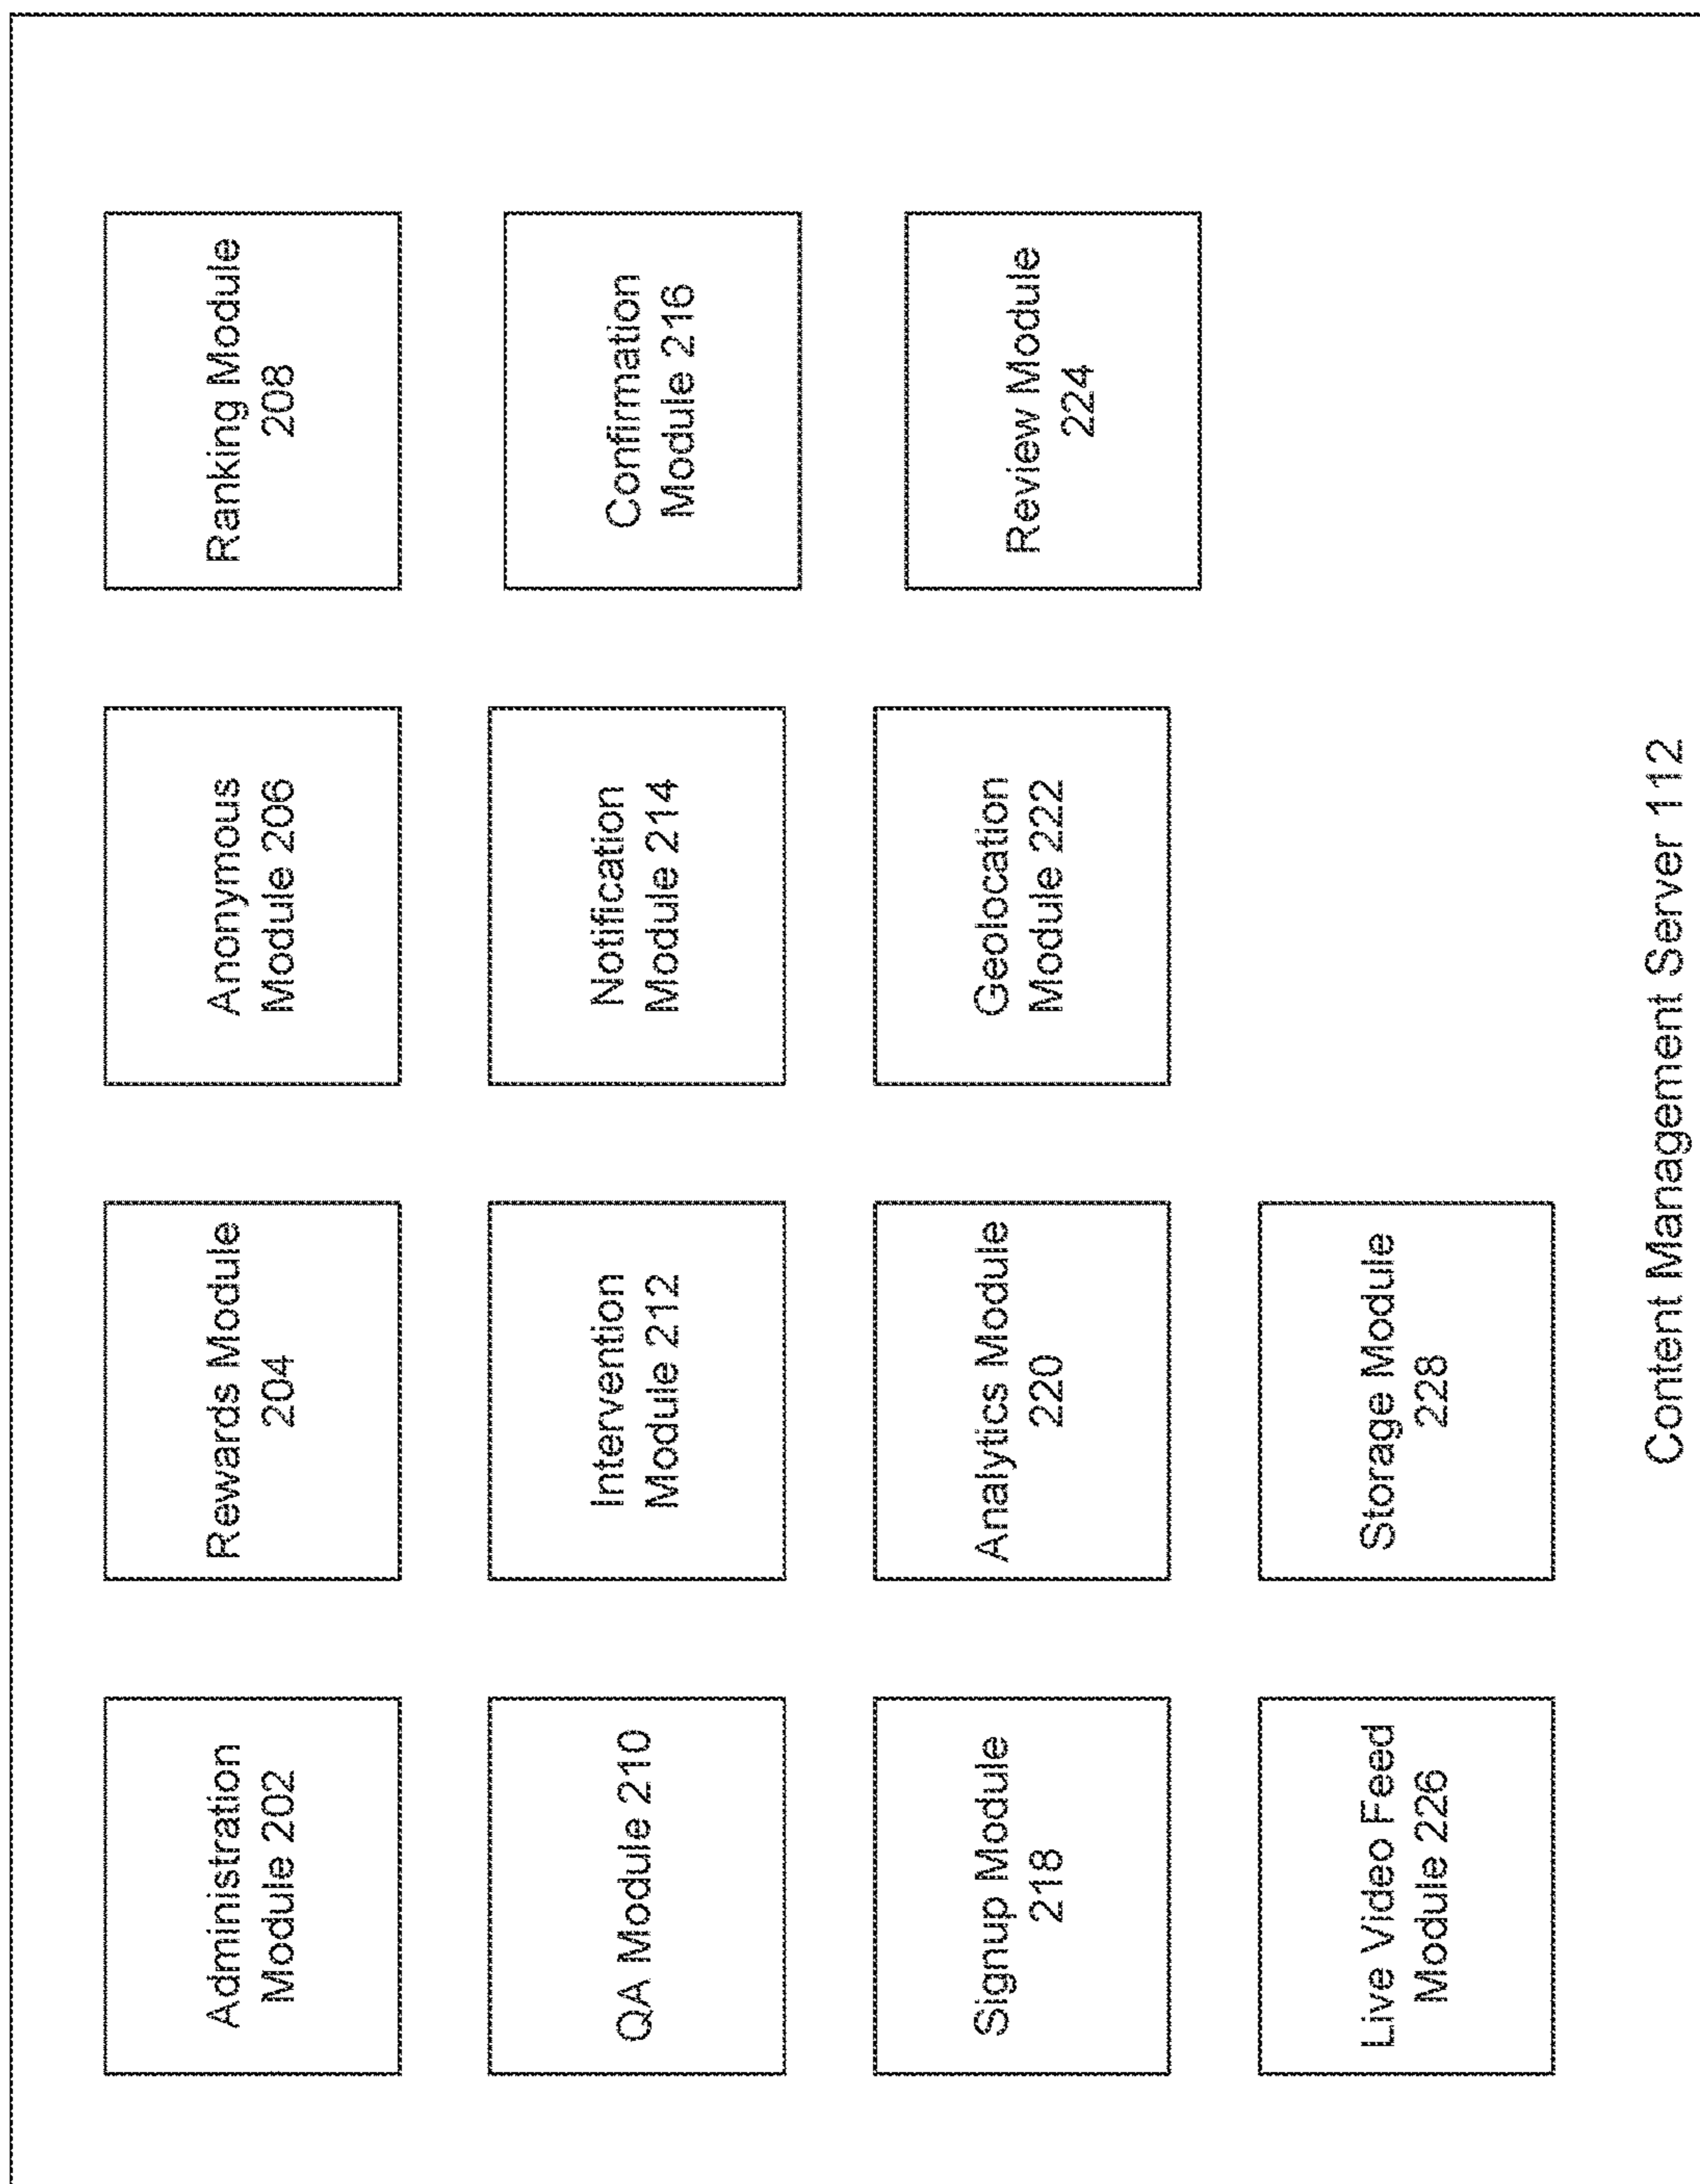 Administration
Module 202
Rewards Module
204
Anonymous
Module 206
Ranking Module
208
QA Module 210
Intervention
Module 212
Notification
Module 214
Confirmation
Module 216
Signup Module
218
Analytics Module
220
Geolocation
Module 222
Review Module
224
Live Video Feed
Module 226
Storage Module
228
Content Management Server 112